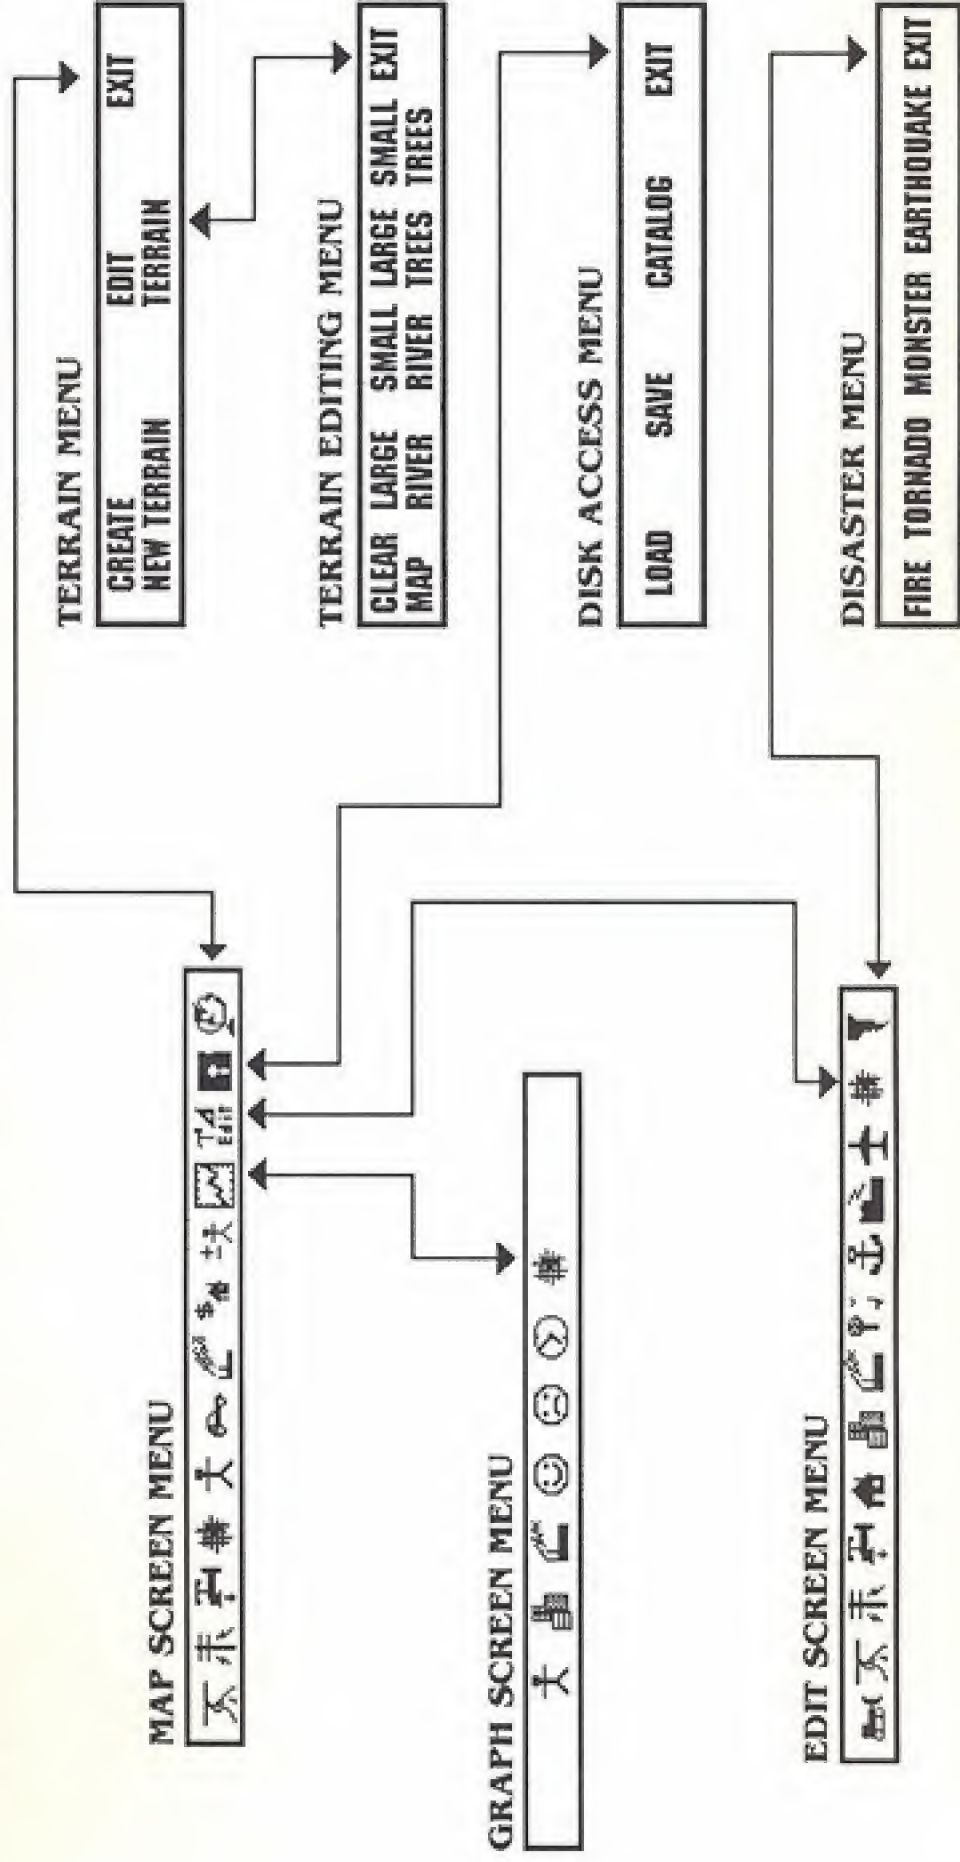 MAP SCREEN MENU
Edit
GRAPH SCREEN MENU
EDIT SCREEN MENU
TERRAIN MENU
CREATE EDIT EXIT
NEW TERRAIN TERRAIN
TERRAIN EDITING MENU
CLEAR LARGE SMALL LARGE SMALL EXIT
MAP RIVER RIVER TREES TREES
DISK ACCESS MENU
LOAD SAVE CATALOG EXIT
DISASTER MENU
FIRE TORNADO MONSTER EARTHQUAKE EXIT